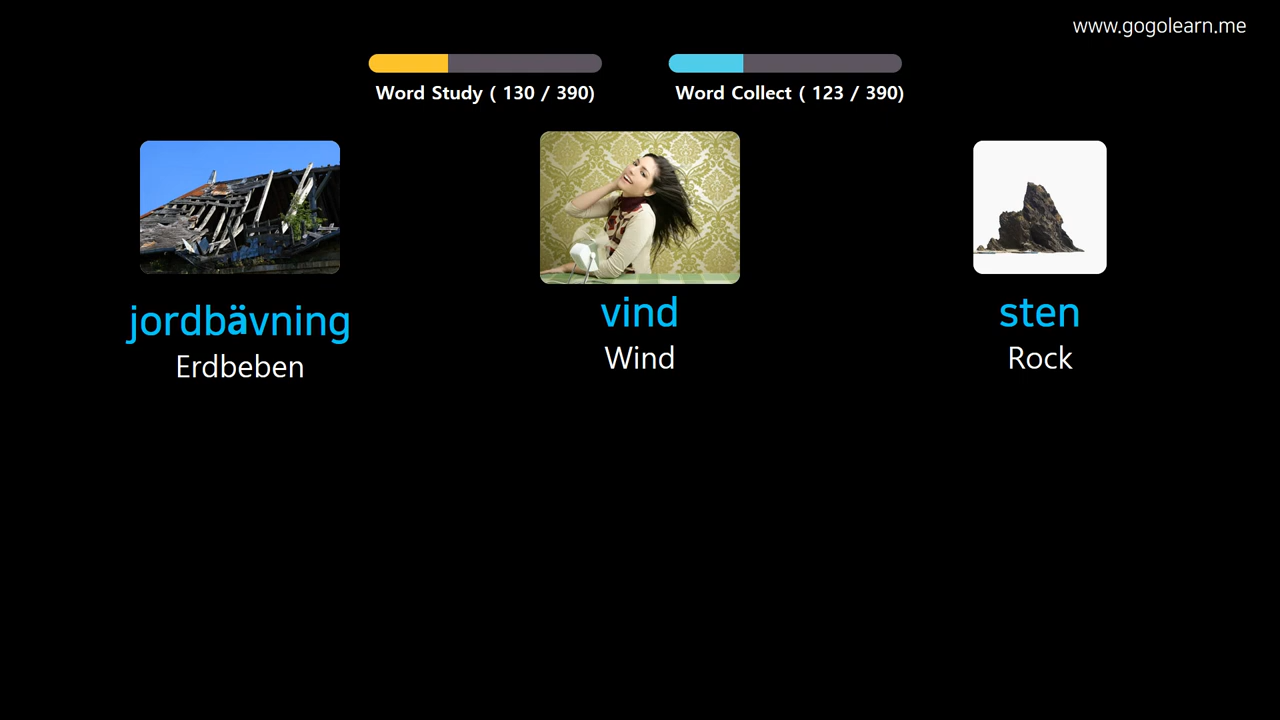 www.gogolearn.me
Word Study ( 130 / 390)
Word Collect ( 123 / 390)
jordbävning
Erdbeben
vind
Wind
sten
Rock